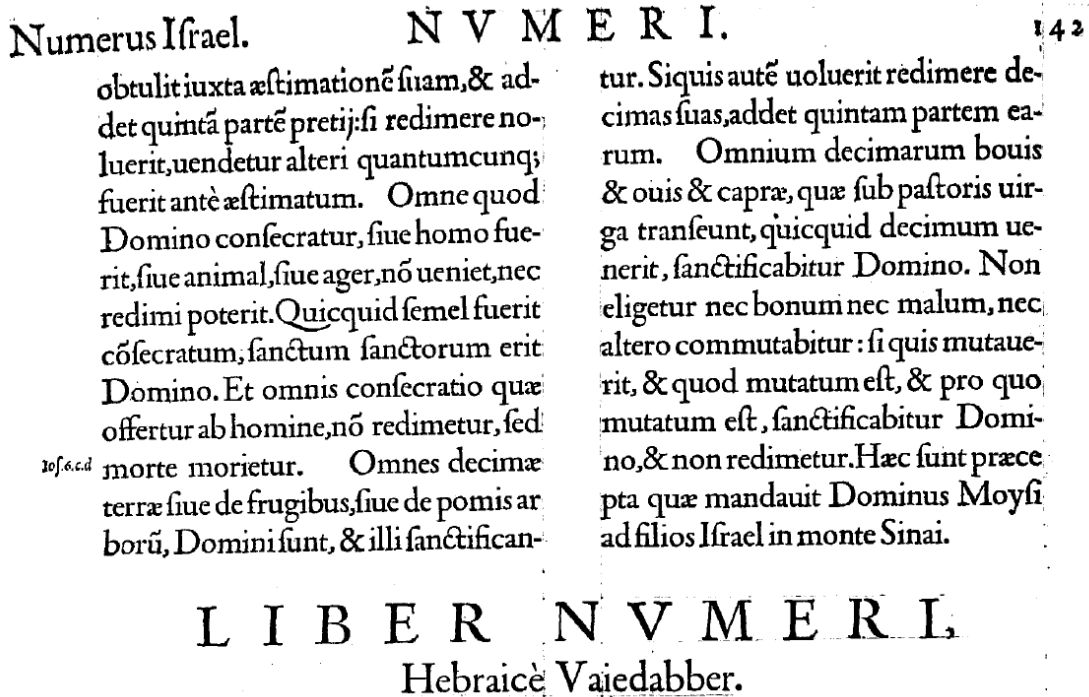 Numerus Iſrael.
NVMERI.
142
obtulit iuxta æſtimationẽ ſuam, & ad-
det quintã partẽ pretij: ſi redimere no-
luerit, uendetur alteri quantumcunq;
fuerit antè æſtimatum. Omne quod
Domino conſecratur, ſiue homo fue-
rit, ſiue animal, ſiue ager, nõ ueniet, nec
redimi poterit. Quicquid ſemel fuerit
cõſecratum, ſanctum ſanctorum erit
Domino. Et omnis conſecratio quæ
offertur ab homine, nõ redimetur, ſed
Ioſ.6.c.d morte morietur. Omnes decimæ
terræ ſiue de frugibus, ſiue de pomis ar
borũ, Domini ſunt, & illi ſanctifican-
tur. Siquis autẽ uoluerit redimere de-
cimas ſuas, addet quintam partem ea-
rum. Omnium decimarum bouis
& ouis & capræ, quæ ſub paſtoris uir-
ga tranſeunt, quicquid decimum ue-
nerit, ſanctificabitur Domino. Non
eligetur nec bonum nec malum, nec
altero commutabitur: ſi quis mutaue-
rit, & quod mutatum eſt, & pro quo
mutatum eſt, ſanctificabitur Domi-
no, & non redimetur. Hæc ſunt præce
pta quæ mandauit Dominus Moyſi
ad filios Iſrael in monte Sinai.
LIBER NVMERI,
Hebraicè Vaiedabber.